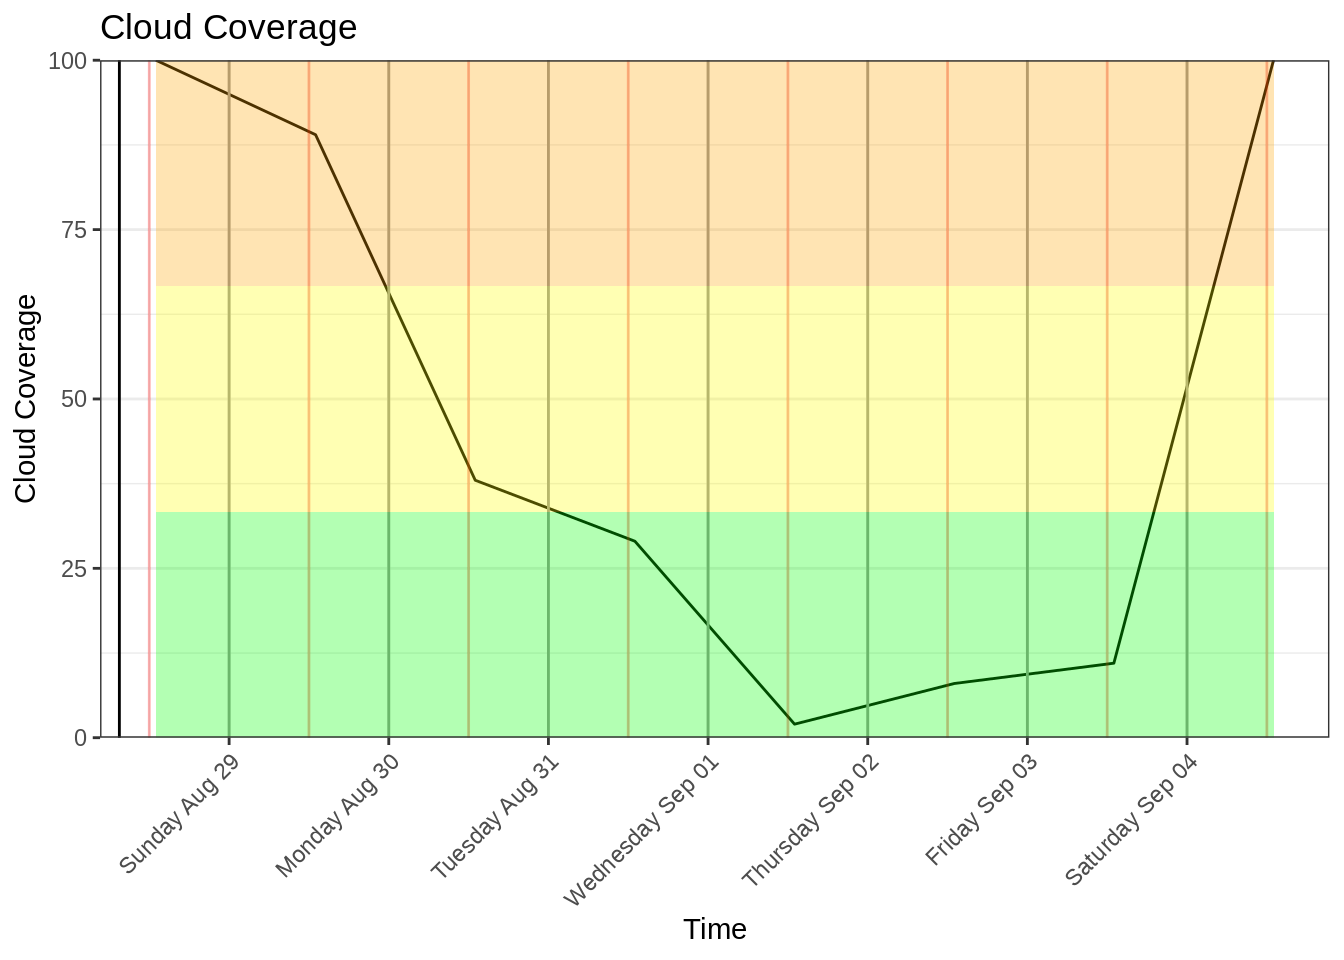 Cloud Coverage
100
75
50
25
0
Cloud Coverage
Sunday Aug 29
Monday Aug 30
Tuesday Aug 31
Wednesday Sep 01
Thursday Sep 02
Friday Sep 03
Saturday Sep 04
Time